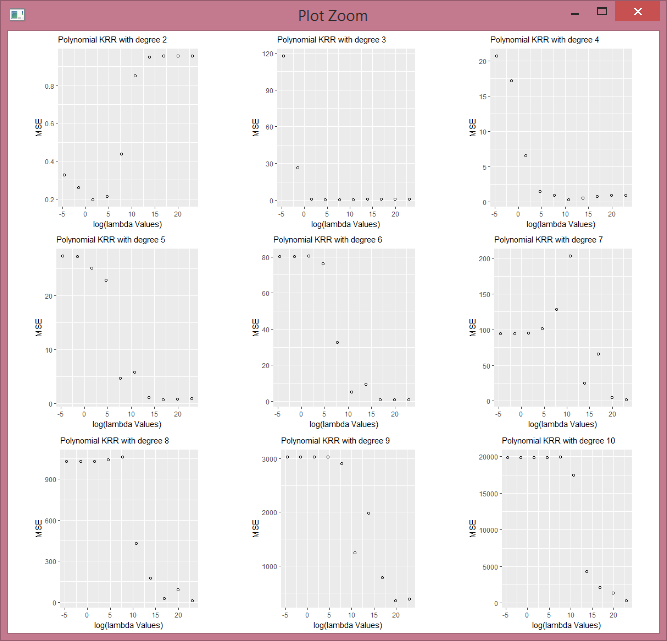 Plot Zoom
Polynomial KRR with degree 2
MSE
0.8
0.6
0.4
0.2
-5 0 5 10 15 20
log(lambda Values)
Polynomial KRR with degree 3
MSE
120
90
60
30
0
-5 0 5 10 15 20
log(lambda Values)
Polynomial KRR with degree 4
MSE
20
15
10
5
0
-5 0 5 10 15 20
log(lambda Values)
Polynomial KRR with degree 5
MSE
20
10
0
-5 0 5 10 15 20
log(lambda Values)
Polynomial KRR with degree 6
MSE
80
60
40
20
0
-5 0 5 10 15 20
log(lambda Values)
Polynomial KRR with degree 7
MSE
200
150
100
50
0
-5 0 5 10 15 20
log(lambda Values)
Polynomial KRR with degree 8
MSE
900
600
300
0
-5 0 5 10 15 20
log(lambda Values)
Polynomial KRR with degree 9
MSE
3000
2000
1000
-5 0 5 10 15 20
log(lambda Values)
Polynomial KRR with degree 10
MSE
20000
15000
10000
5000
0
-5 0 5 10 15 20
log(lambda Values)